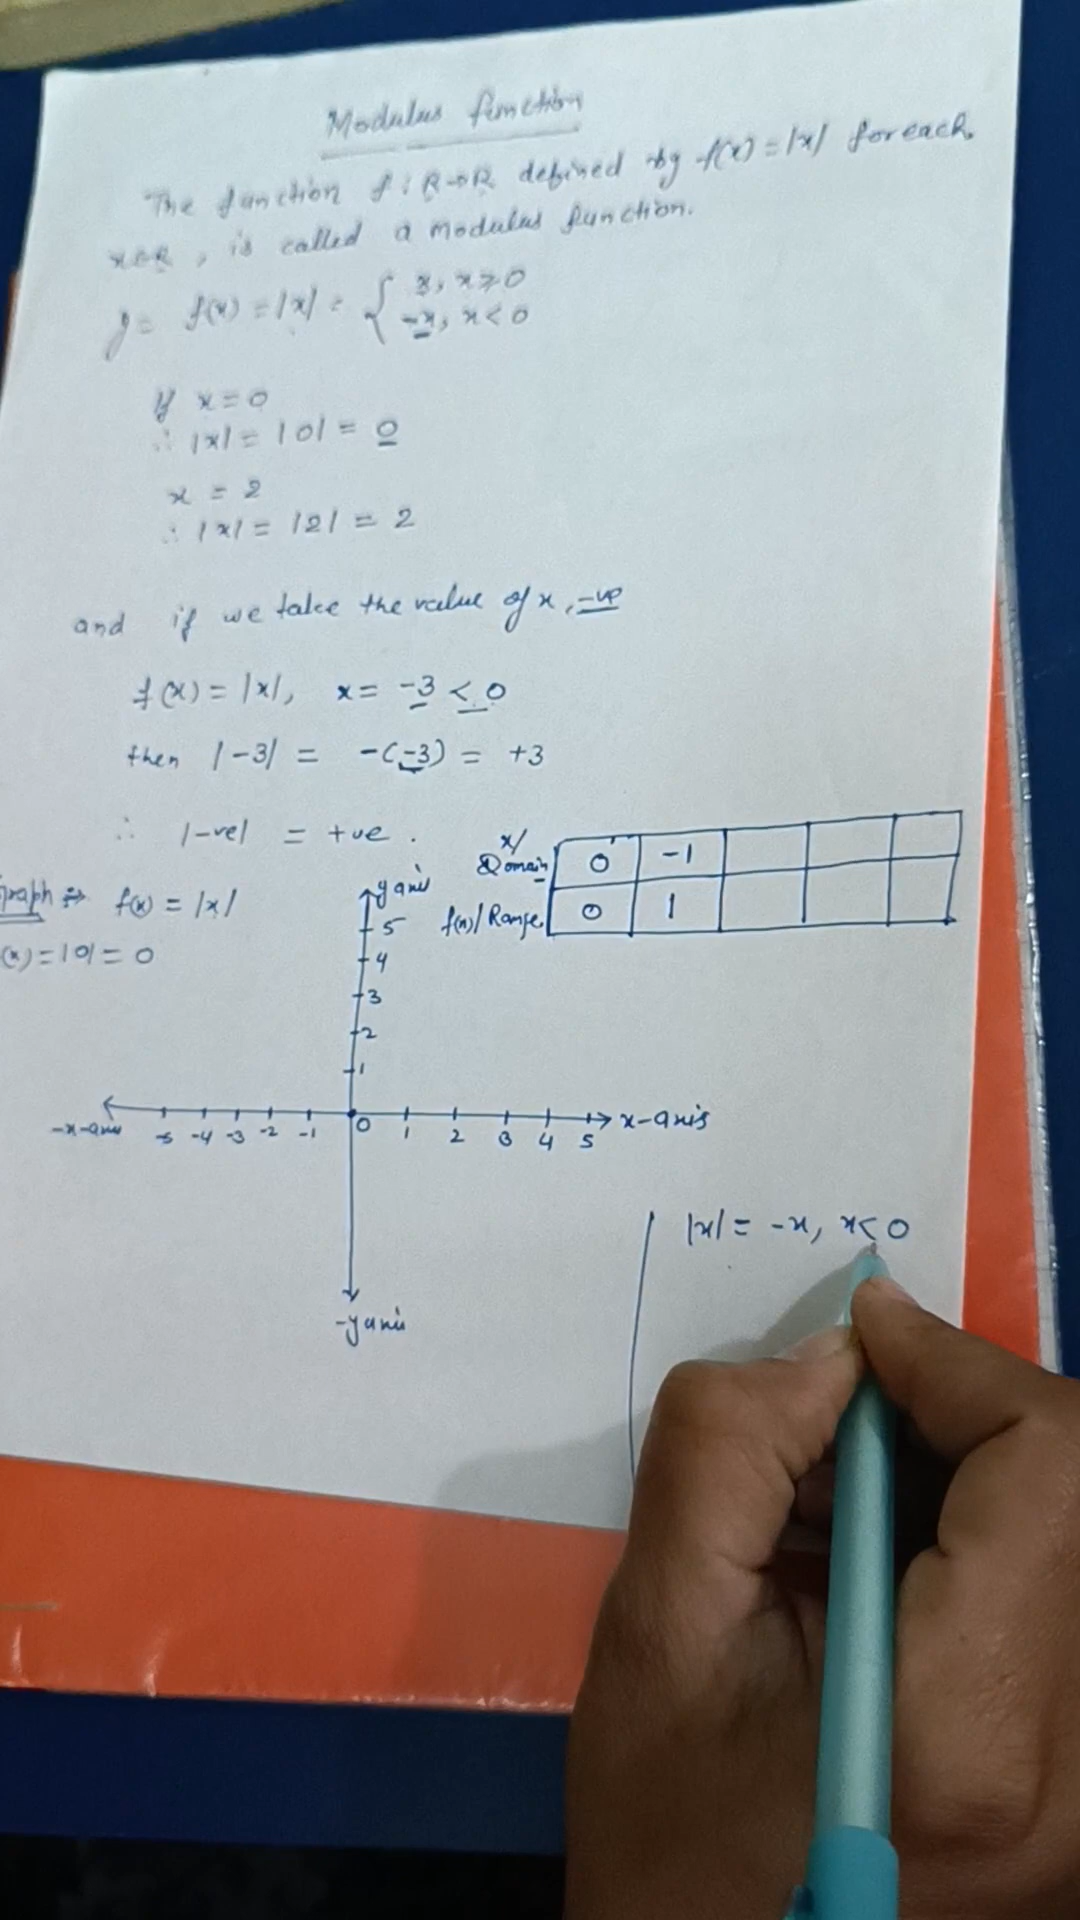 Modulus function
The function f : R→R defined by f(x) = |x| for each
x∈R, is called a modulus function.
y = f(x) = |x| = { x, x ≥ 0
-x, x < 0
If x = 0
∴ |x| = |0| = 0
x = 2
∴ |x| = |2| = 2
and if we take the value of x, -ve
f(x) = |x|, x = -3 < 0
then |-3| = -(-3) = +3
∴ |-ve| = +ve.
x/
Domain 0 -1
f(x)/Range 0 1
raph ⇒ f(x) = |x|
(x) = |0| = 0
y axis
5
4
3
2
1
-x-axis -5 -4 -3 -2 -1 0 1 2 3 4 5 x-axis
-y axis
|x| = -x, x < 0